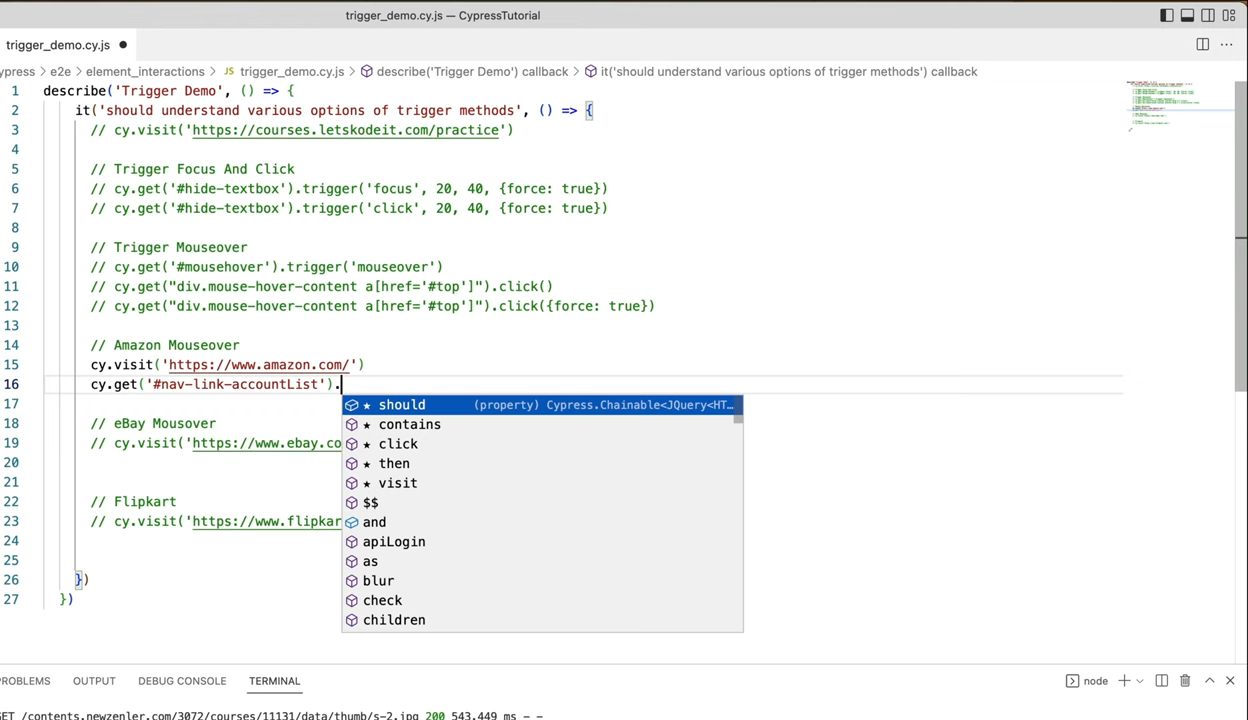 trigger_demo.cy.js — CypressTutorial
trigger_demo.cy.js
ypress > e2e > element_interactions > JS trigger_demo.cy.js > describe('Trigger Demo') callback > it('should understand various options of trigger methods') callback
1 describe('Trigger Demo', () => {
2 it('should understand various options of trigger methods', () => {
3 // cy.visit('https://courses.letskodeit.com/practice')
4
5 // Trigger Focus And Click
6 // cy.get('#hide-textbox').trigger('focus', 20, 40, {force: true})
7 // cy.get('#hide-textbox').trigger('click', 20, 40, {force: true})
8
9 // Trigger Mouseover
10 // cy.get('#mousehover').trigger('mouseover')
11 // cy.get("div.mouse-hover-content a[href='#top']").click()
12 // cy.get("div.mouse-hover-content a[href='#top']").click({force: true})
13
14 // Amazon Mouseover
15 cy.visit('https://www.amazon.com/')
16 cy.get('#nav-link-accountList').
17
★ should (property) Cypress.Chainable<JQuery<HT…
18 // eBay Mousover
★ contains
19 // cy.visit('https://www.ebay.co
★ click
20
★ then
21
★ visit
22 // Flipkart
$$
23 // cy.visit('https://www.flipkar
and
24
apiLogin
25
as
26 })
blur
27 })
check
children
ROBLEMS OUTPUT DEBUG CONSOLE TERMINAL node
GET /contents.newzenler.com/3072/courses/11131/data/thumb/s-2.jpg 200 543.449 ms - -